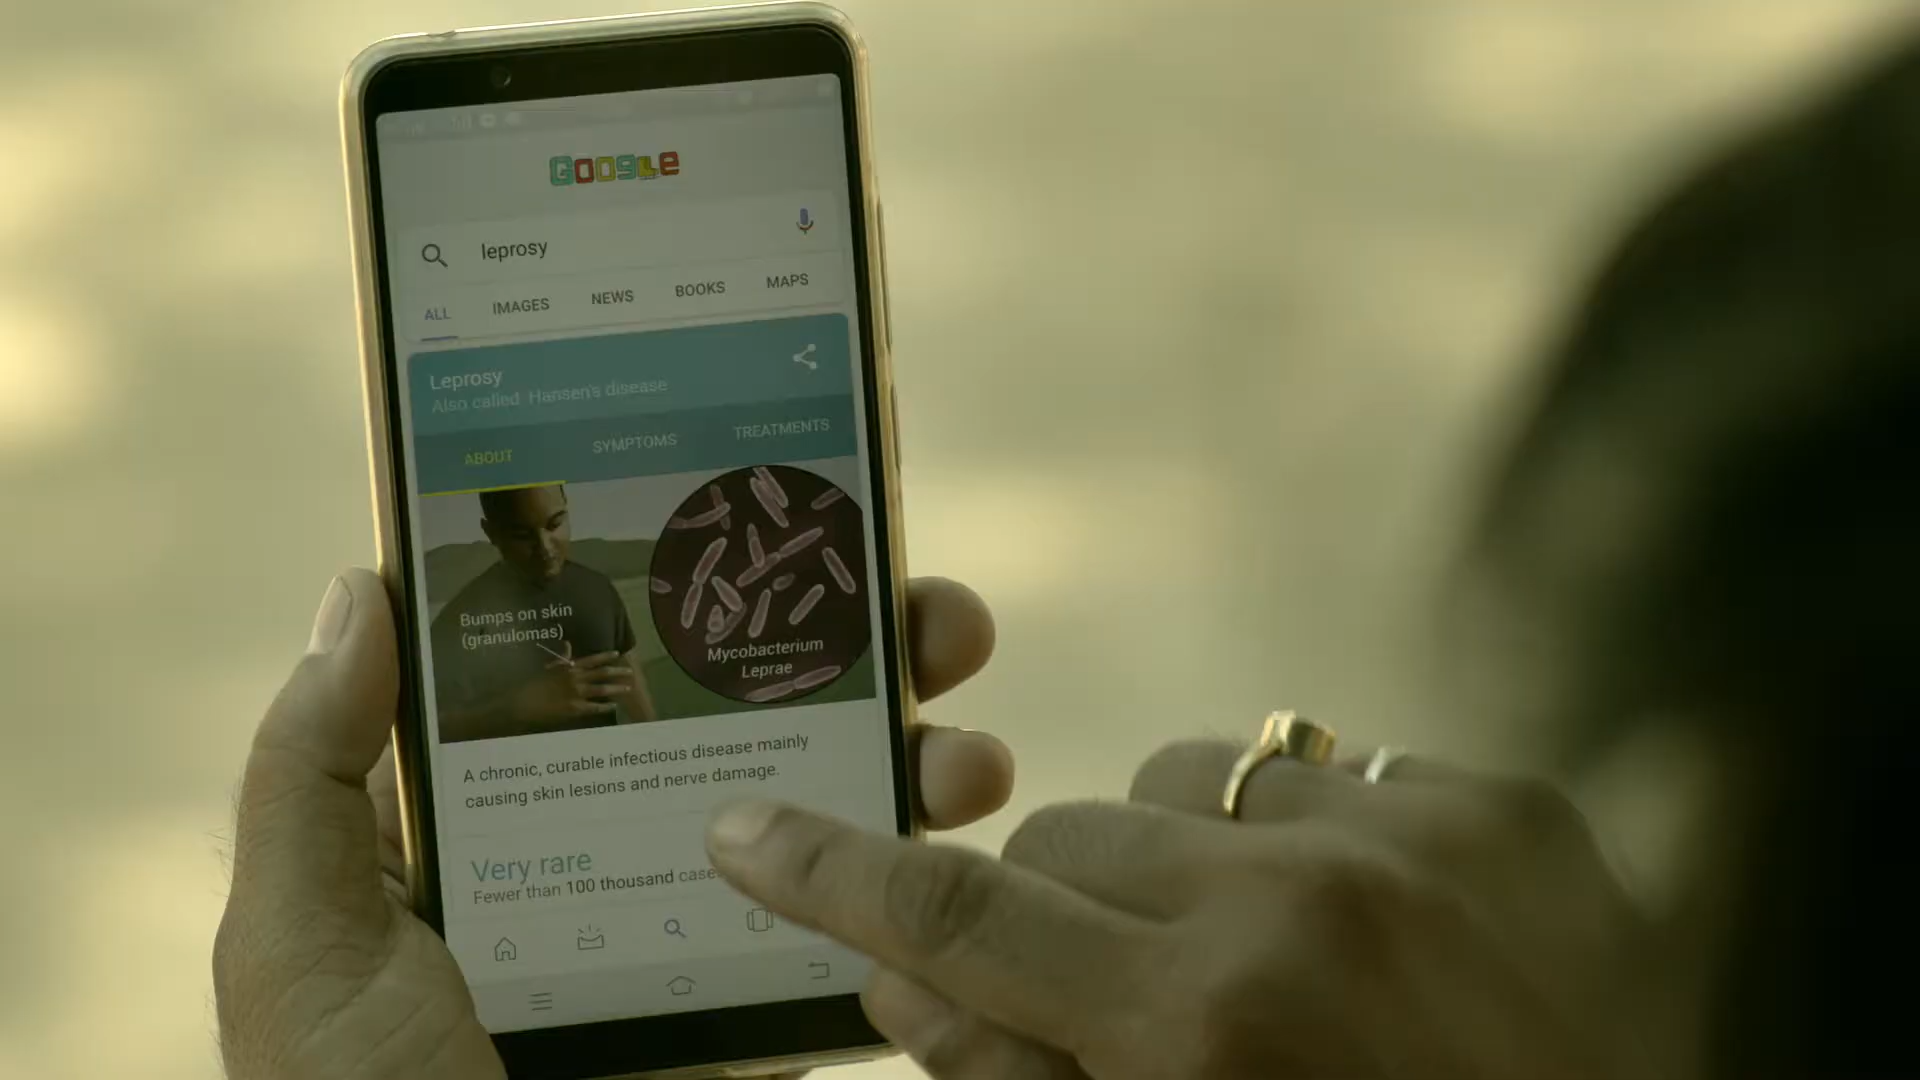 Google
leprosy
ALL IMAGES NEWS BOOKS MAPS
Leprosy
Also called Hansen's disease
ABOUT SYMPTOMS TREATMENTS
Bumps on skin
(granulomas)
Mycobacterium
Leprae
A chronic, curable infectious disease mainly
causing skin lesions and nerve damage.
Very rare
Fewer than 100 thousand